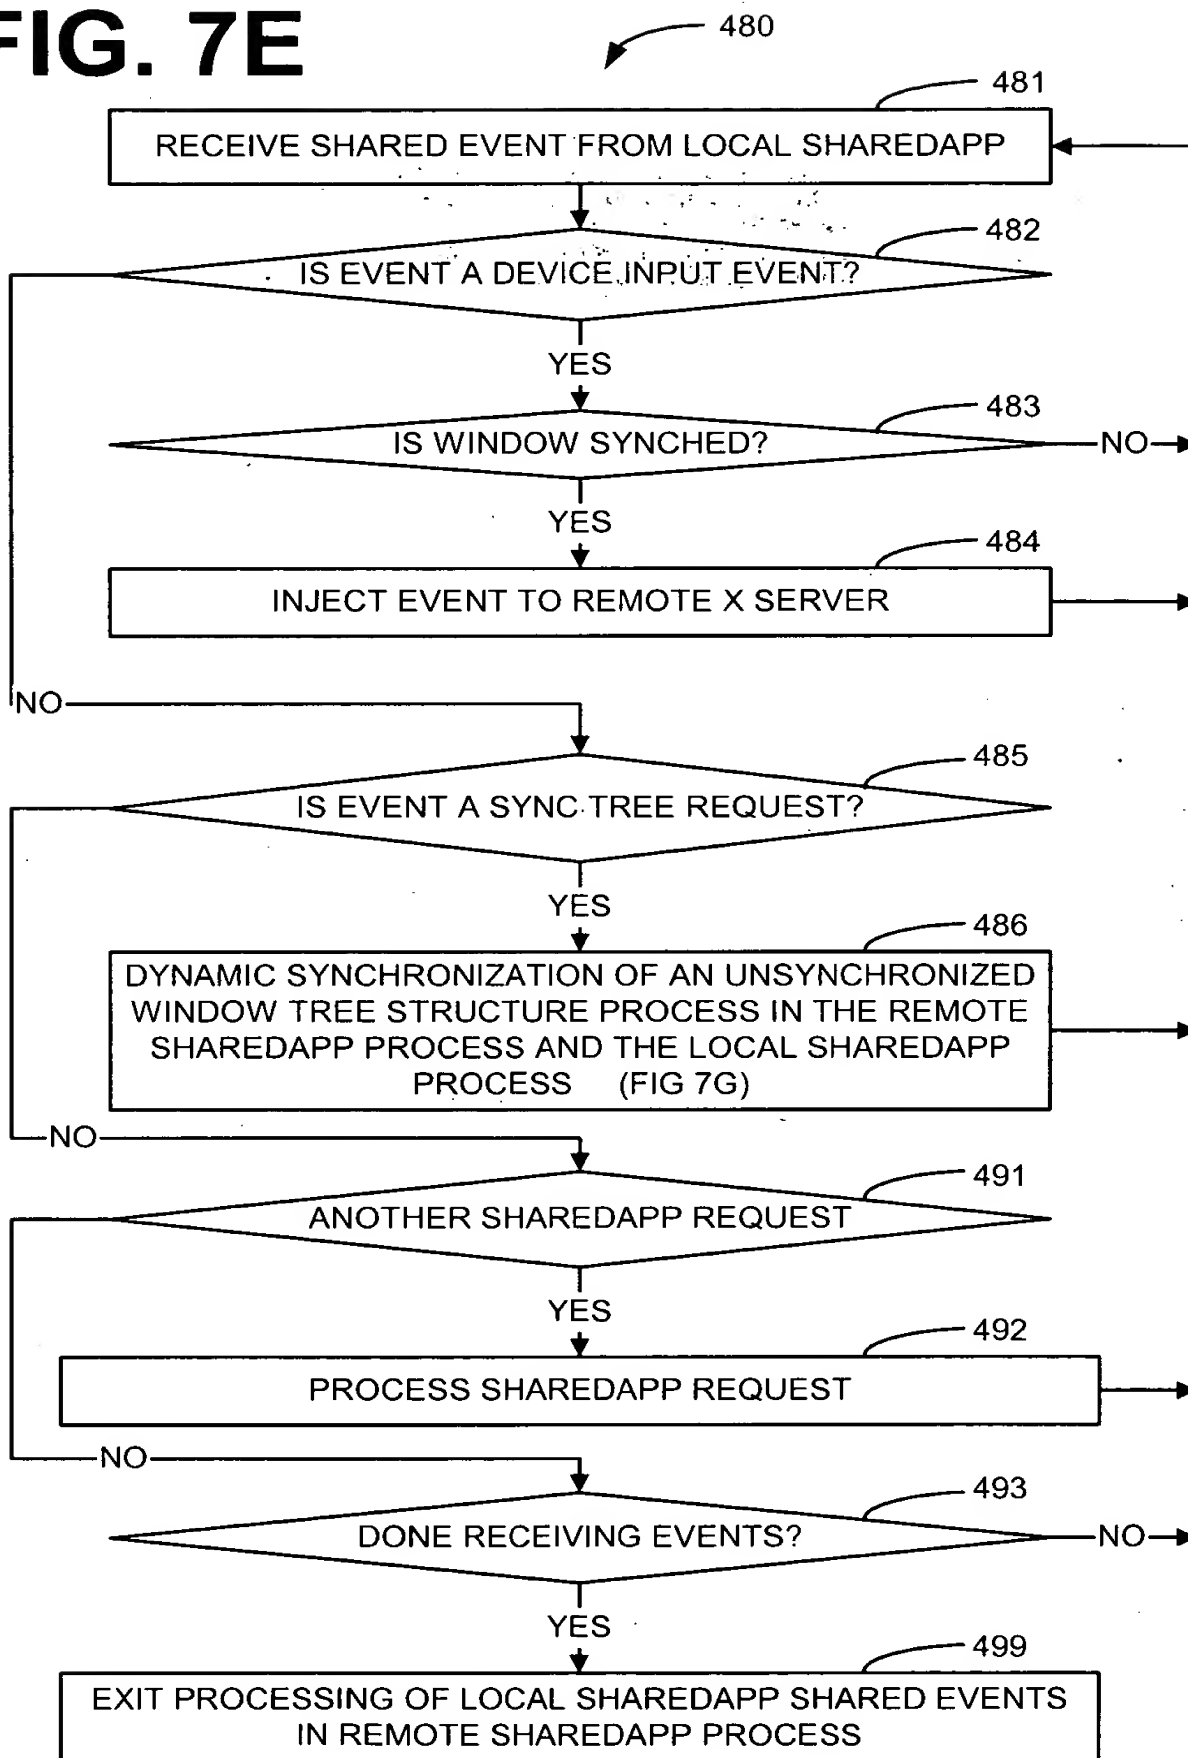 FIG. 7E
480
481
RECEIVE SHARED EVENT FROM LOCAL SHAREDAPP
482
IS EVENT A DEVICE INPUT EVENT?
YES
483
IS WINDOW SYNCHED?
NO
YES
484
INJECT EVENT TO REMOTE X SERVER
NO
485
IS EVENT A SYNC TREE REQUEST?
YES
486
DYNAMIC SYNCHRONIZATION OF AN UNSYNCHRONIZED
WINDOW TREE STRUCTURE PROCESS IN THE REMOTE
SHAREDAPP PROCESS AND THE LOCAL SHAREDAPP
PROCESS (FIG 7G)
NO
491
ANOTHER SHAREDAPP REQUEST
YES
492
PROCESS SHAREDAPP REQUEST
NO
493
DONE RECEIVING EVENTS?
NO
YES
499
EXIT PROCESSING OF LOCAL SHAREDAPP SHARED EVENTS
IN REMOTE SHAREDAPP PROCESS